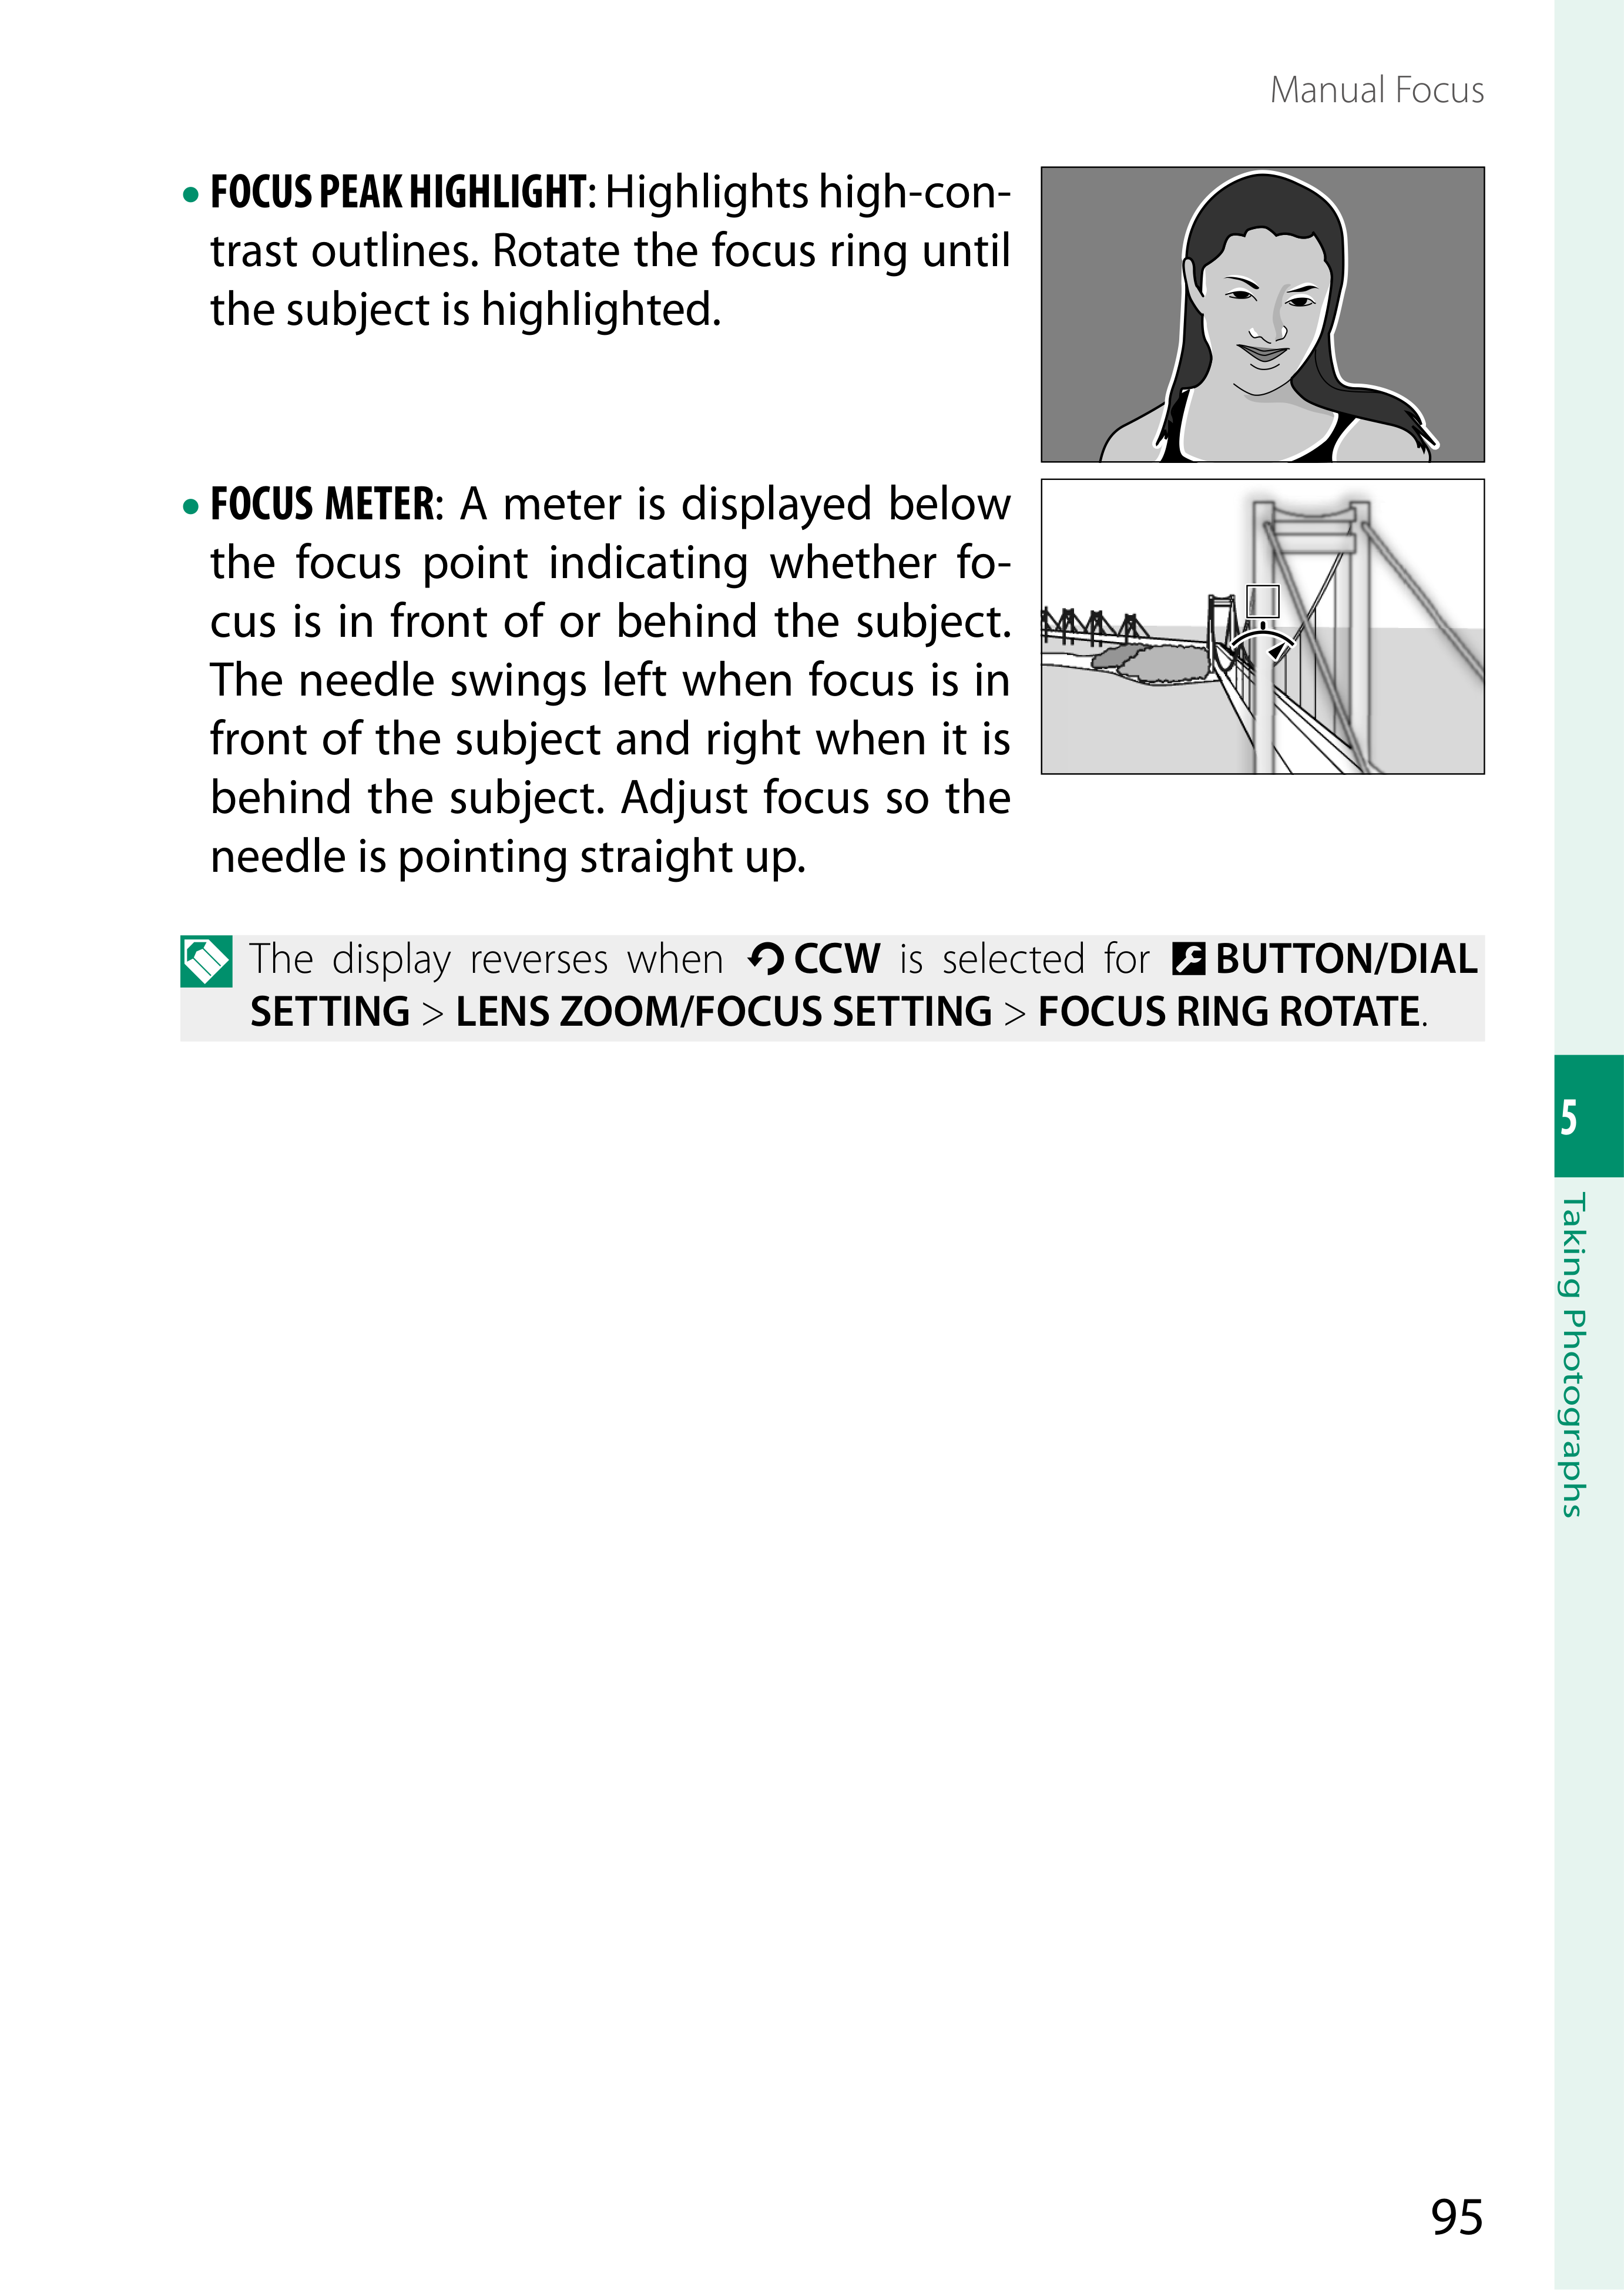 Manual Focus
• FOCUS PEAK HIGHLIGHT: Highlights high-con-
trast outlines. Rotate the focus ring until
the subject is highlighted.
• FOCUS METER: A meter is displayed below
the focus point indicating whether fo-
cus is in front of or behind the subject.
The needle swings left when focus is in
front of the subject and right when it is
behind the subject. Adjust focus so the
needle is pointing straight up.
The display reverses when CCW is selected for BUTTON/DIAL
SETTING > LENS ZOOM/FOCUS SETTING > FOCUS RING ROTATE.
5
Taking Photographs
95